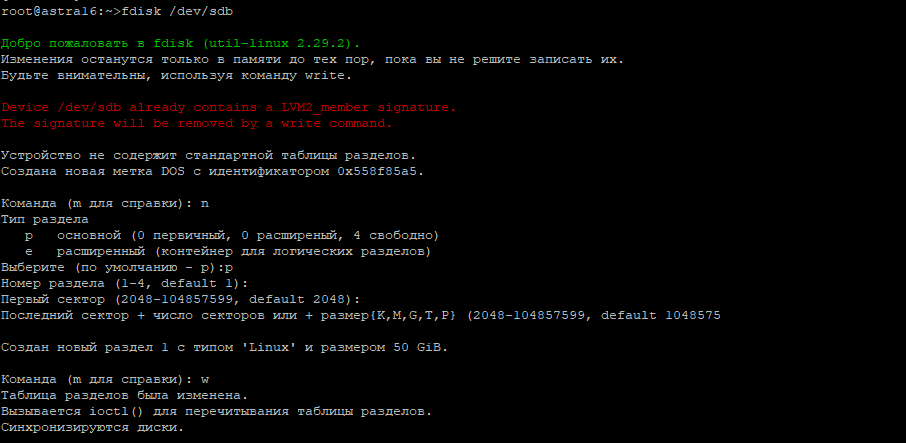 root@astra16:~>fdisk /dev/sdb
Добро пожаловать в fdisk (util-linux 2.29.2).
Изменения останутся только в памяти до тех пор, пока вы не решите записать их.
Будьте внимательны, используя команду write.
Device /dev/sdb already contains a LVM2_member signature.
The signature will be removed by a write command.
Устройство не содержит стандартной таблицы разделов.
Создана новая метка DOS с идентификатором 0x558f85a5.
Команда (m для справки): n
Тип раздела
p основной (0 первичный, 0 расширеный, 4 свободно)
e расширенный (контейнер для логических разделов)
Выберите (по умолчанию - p):p
Номер раздела (1-4, default 1):
Первый сектор (2048-104857599, default 2048):
Последний сектор + число секторов или + размер{K,M,G,T,P} (2048-104857599, default 1048575
Создан новый раздел 1 с типом 'Linux' и размером 50 GiB.
Команда (m для справки): w
Таблица разделов была изменена.
Вызывается ioctl() для перечитывания таблицы разделов.
Синхронизируются диски.